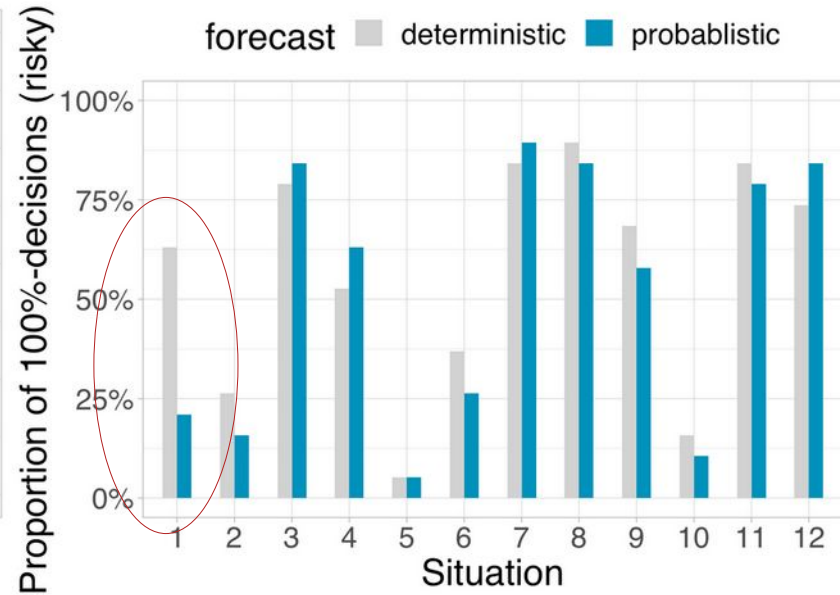 forecast deterministic probablistic
Proportion of 100%-decisions (risky)
100%
75%
50%
25%
0%
1 2 3 4 5 6 7 8 9 10 11 12
Situation